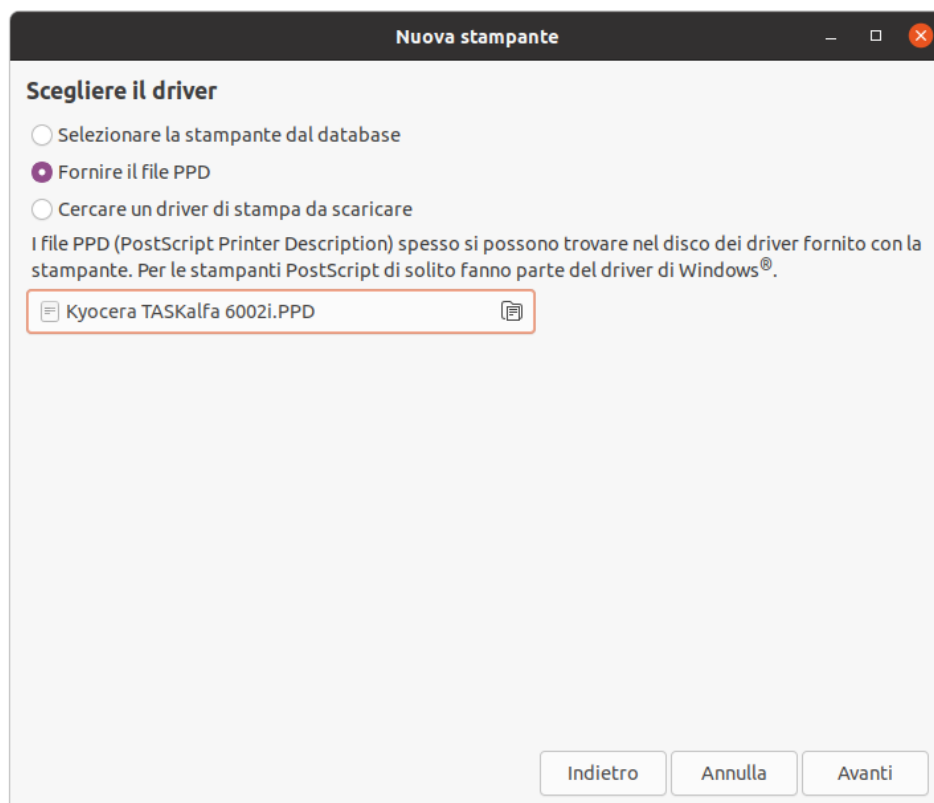 Nuova stampante
Scegliere il driver
Selezionare la stampante dal database
Fornire il file PPD
Cercare un driver di stampa da scaricare
I file PPD (PostScript Printer Description) spesso si possono trovare nel disco dei driver fornito con la
stampante. Per le stampanti PostScript di solito fanno parte del driver di Windows®.
Kyocera TASKalfa 6002i.PPD
Indietro
Annulla
Avanti